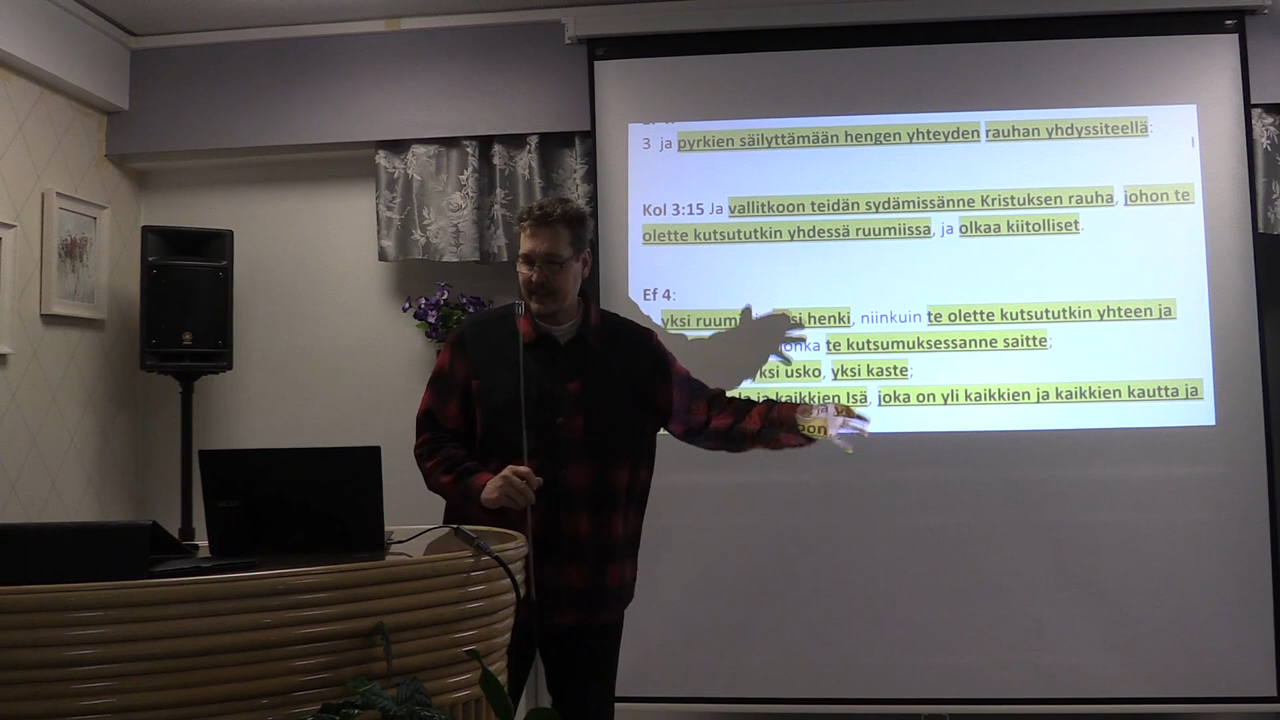 3 ja pyrkien säilyttämään hengen yhteyden rauhan yhdyssiteellä:
Kol 3:15 Ja vallitkoon teidän sydämissänne Kristuksen rauha, johon te
olette kutsututkin yhdessä ruumiissa, ja olkaa kiitolliset.
Ef 4:
yksi henki, niinkuin te olette kutsututkin yhteen ja
jonka te kutsumuksessanne saitte;
yksi usko, yksi kaste;
ja kaikkien Isä, joka on yli kaikkien ja kaikkien kautta ja